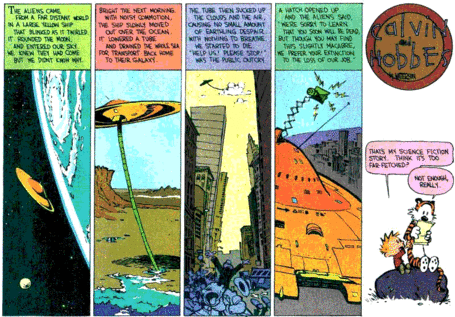 THE ALIENS CAME
FROM A FAR DISTANT WORLD
IN A LARGE YELLOW SHIP
THAT BLINKED AS IT TWIRLED.
IT ROUNDED THE MOON
AND ENTERED OUR SKY.
WE KNEW THEY HAD COME
BUT WE DIDN'T KNOW WHY.
BRIGHT THE NEXT MORNING
WITH NOISY COMMOTION,
THE SHIP SLOWLY MOVED
OUT OVER THE OCEAN.
IT LOWERED A TUBE
AND DRAINED THE WHOLE SEA
FOR TRANSPORT BACK HOME
TO THEIR GALAXY.
THE TUBE THEN SUCKED UP
THE CLOUDS AND THE AIR,
CAUSING NO SMALL AMOUNT
OF EARTHLING DESPAIR.
WITH NOTHING TO BREATHE,
WE STARTED TO DIE.
"HELP US! PLEASE STOP!"
WAS THE PUBLIC OUTCRY.
A HATCH OPENED UP
AND THE ALIENS SAID,
"WE'RE SORRY TO LEARN
THAT YOU SOON WILL BE DEAD,
BUT THOUGH YOU MAY FIND
THIS SLIGHTLY MACABRE,
WE PREFER YOUR EXTINCTION
TO THE LOSS OF OUR JOB."
CALVIN
AND
HOBBES
WATTERSON
THAT'S MY SCIENCE FICTION
STORY. THINK IT'S TOO
FAR-FETCHED?
NOT ENOUGH,
REALLY.